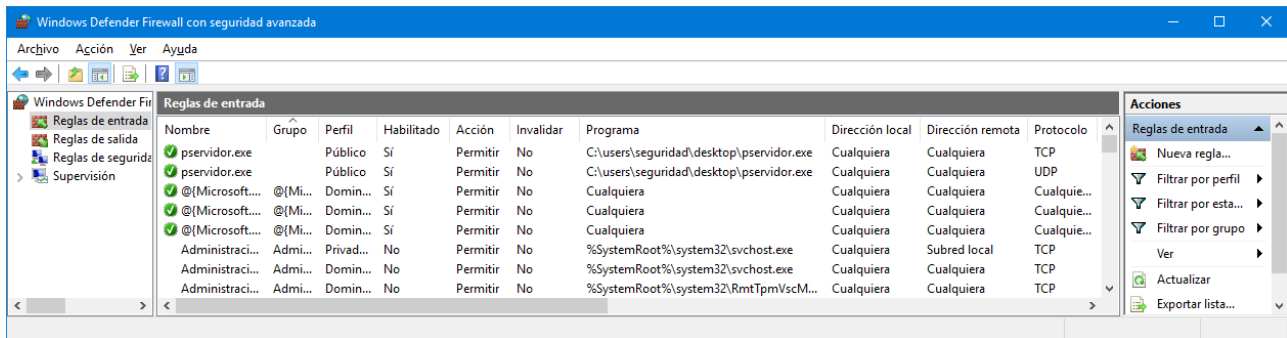 Windows Defender Firewall con seguridad avanzada
Archivo Acción Ver Ayuda
Windows Defender Fir
Reglas de entrada
Reglas de salida
Reglas de segurida
Supervisión
Reglas de entrada
Nombre Grupo Perfil Habilitado Acción Invalidar Programa Dirección local Dirección remota Protocolo
pservidor.exe Público Sí Permitir No C:\users\seguridad\desktop\pservidor.exe Cualquiera Cualquiera TCP
pservidor.exe Público Sí Permitir No C:\users\seguridad\desktop\pservidor.exe Cualquiera Cualquiera UDP
@{Microsoft.... @{Mi... Domin... Sí Permitir No Cualquiera Cualquiera Cualquiera Cualquie...
@{Microsoft.... @{Mi... Domin... Sí Permitir No Cualquiera Cualquiera Cualquiera Cualquie...
@{Microsoft.... @{Mi... Domin... Sí Permitir No Cualquiera Cualquiera Cualquiera Cualquie...
Administraci... Admi... Privad... No Permitir No %SystemRoot%\system32\svchost.exe Cualquiera Subred local TCP
Administraci... Admi... Domin... No Permitir No %SystemRoot%\system32\svchost.exe Cualquiera Cualquiera TCP
Administraci... Admi... Domin... No Permitir No %SystemRoot%\system32\RmtTpmVscM... Cualquiera Cualquiera TCP
Acciones
Reglas de entrada
Nueva regla...
Filtrar por perfil
Filtrar por esta...
Filtrar por grupo
Ver
Actualizar
Exportar lista...